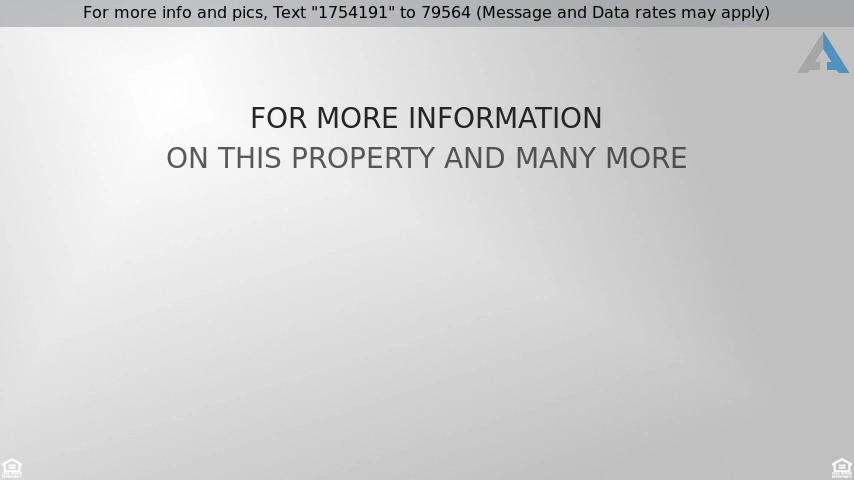 For more info and pics, Text "1754191" to 79564 (Message and Data rates may apply)
FOR MORE INFORMATION
ON THIS PROPERTY AND MANY MORE